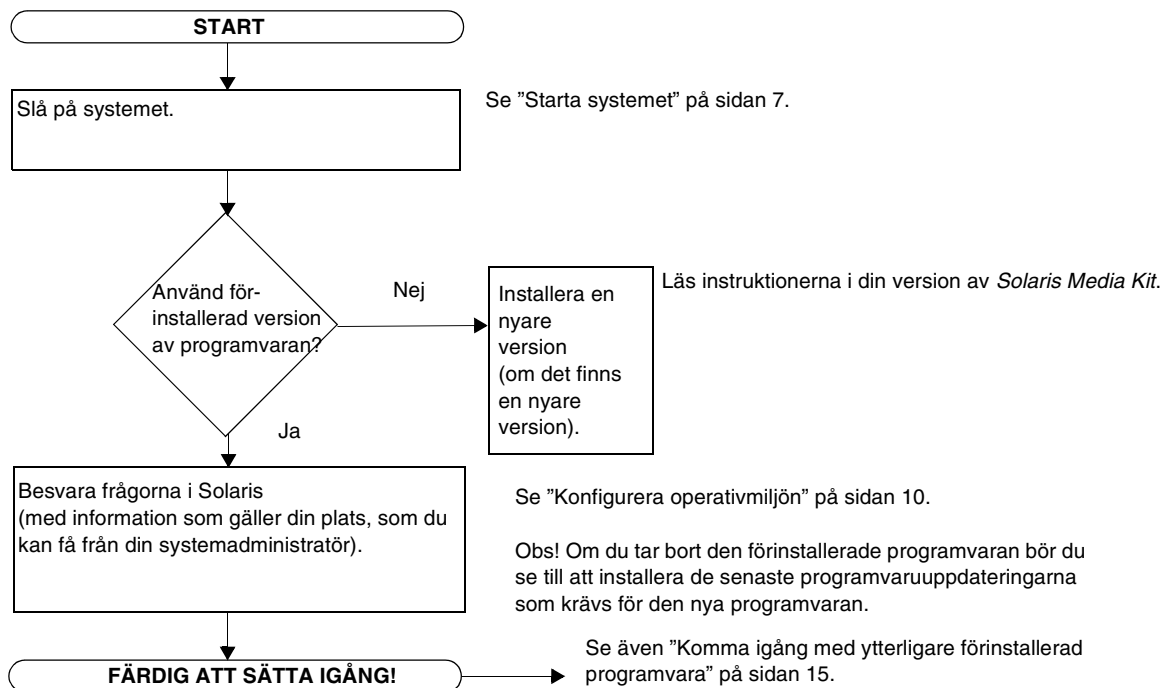 START
Slå på systemet.
Se ”Starta systemet” på sidan 7.
Använd för-
installerad version
av programvaran?
Nej
Installera en
nyare
version
(om det finns
en nyare
version).
Läs instruktionerna i din version av Solaris Media Kit.
Ja
Besvara frågorna i Solaris
(med information som gäller din plats, som du
kan få från din systemadministratör).
Se ”Konfigurera operativmiljön” på sidan 10.
Obs! Om du tar bort den förinstallerade programvaran bör du
se till att installera de senaste programvaruuppdateringarna
som krävs för den nya programvaran.
FÄRDIG ATT SÄTTA IGÅNG!
Se även ”Komma igång med ytterligare förinstallerad
programvara” på sidan 15.